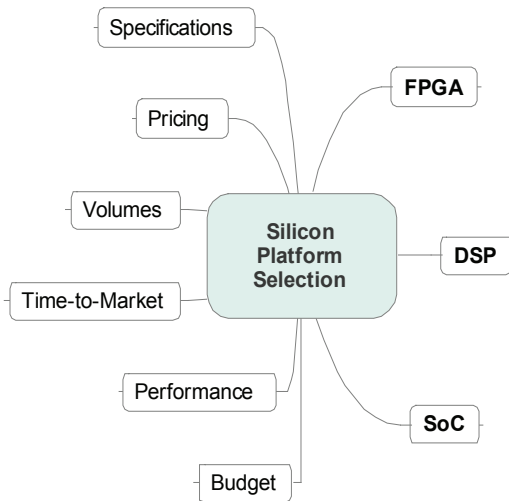 Specifications
FPGA
Pricing
Volumes
Silicon
Platform
Selection
DSP
Time-to-Market
Performance
SoC
Budget